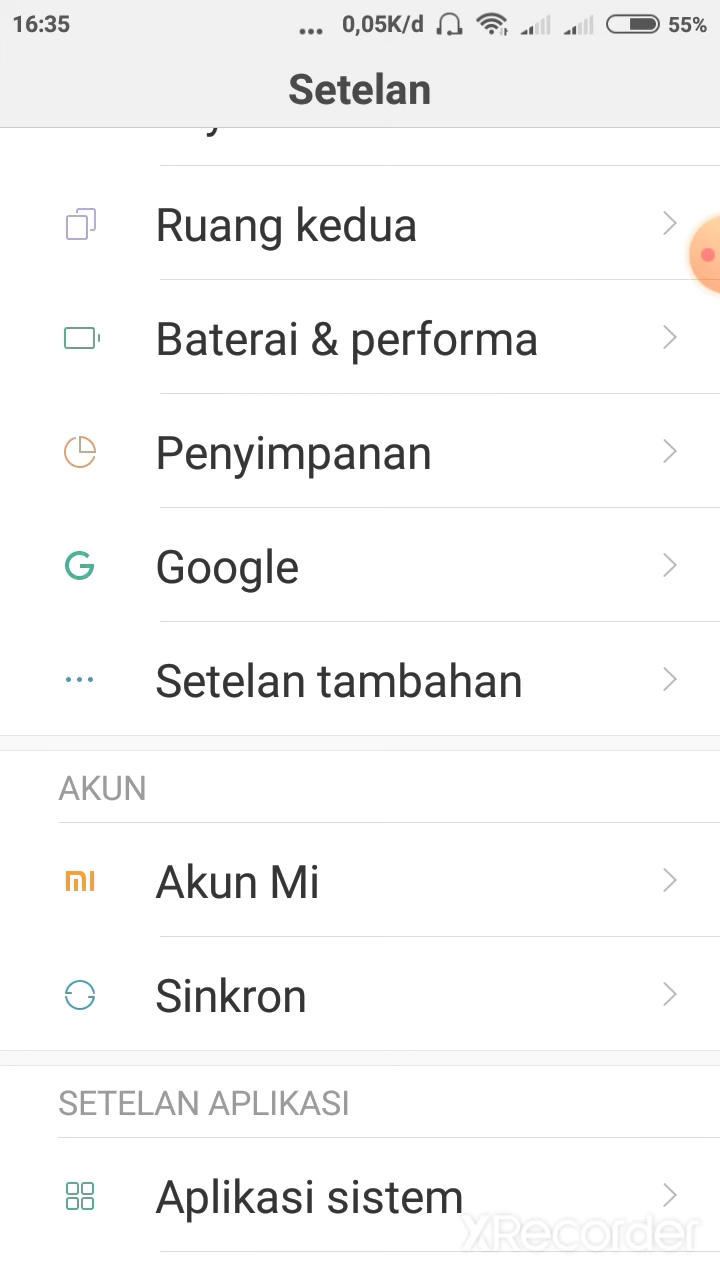 16:35 ... 0,05K/d 55%
Setelan
Ruang kedua
Baterai & performa
Penyimpanan
Google
Setelan tambahan
AKUN
Akun Mi
Sinkron
SETELAN APLIKASI
Aplikasi sistem
XRecorder